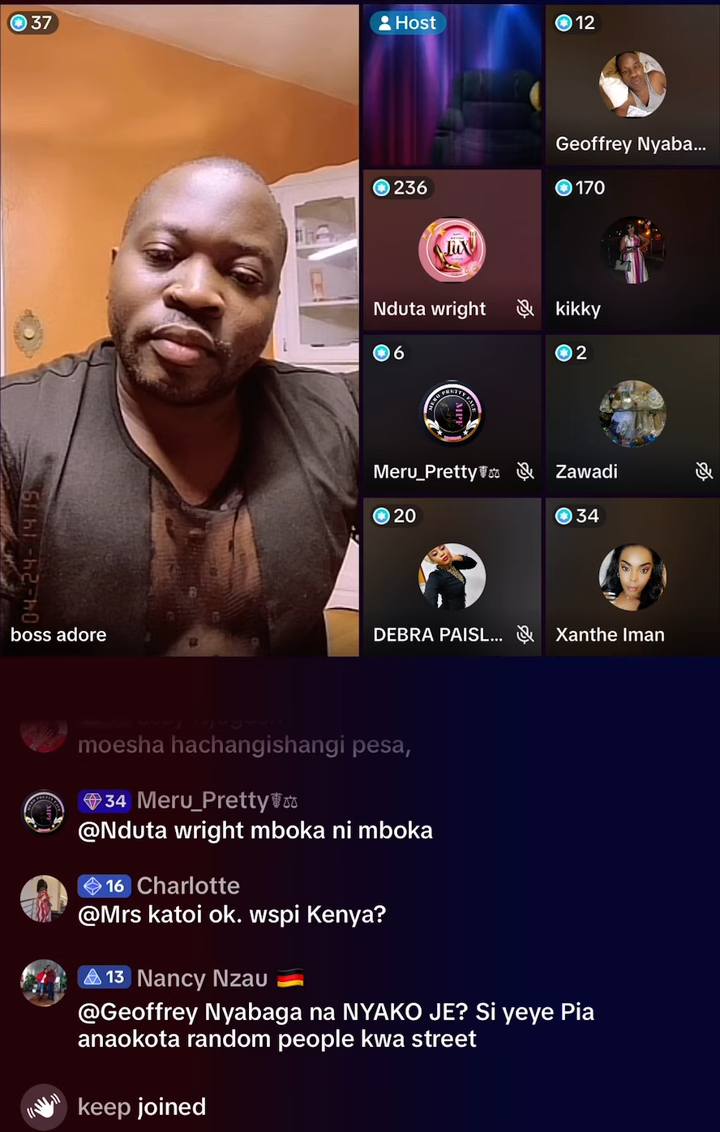 37
Host
12
Geoffrey Nyaba...
236
170
Nduta wright
kikky
6
2
Meru_Pretty☤⚖
Zawadi
20
34
DEBRA PAISL...
Xanthe Iman
04-24-1419
boss adore
moesha hachangishangi pesa,
34 Meru_Pretty☤⚖
@Nduta wright mboka ni mboka
16 Charlotte
@Mrs katoi ok. wspi Kenya?
13 Nancy Nzau 🇩🇪
@Geoffrey Nyabaga na NYAKO JE? Si yeye Pia
anaokota random people kwa street
keep joined